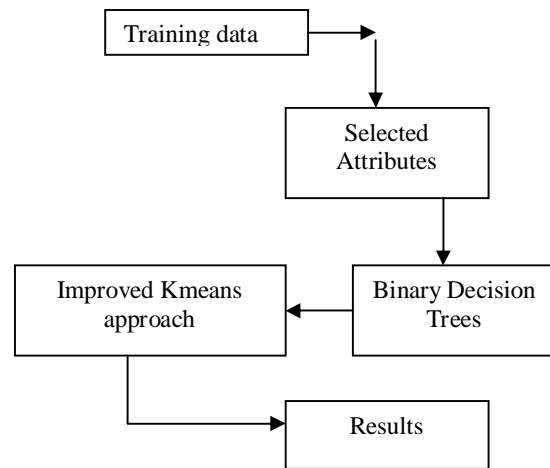 Training data
Selected
Attributes
Binary Decision
Trees
Improved Kmeans
approach
Results